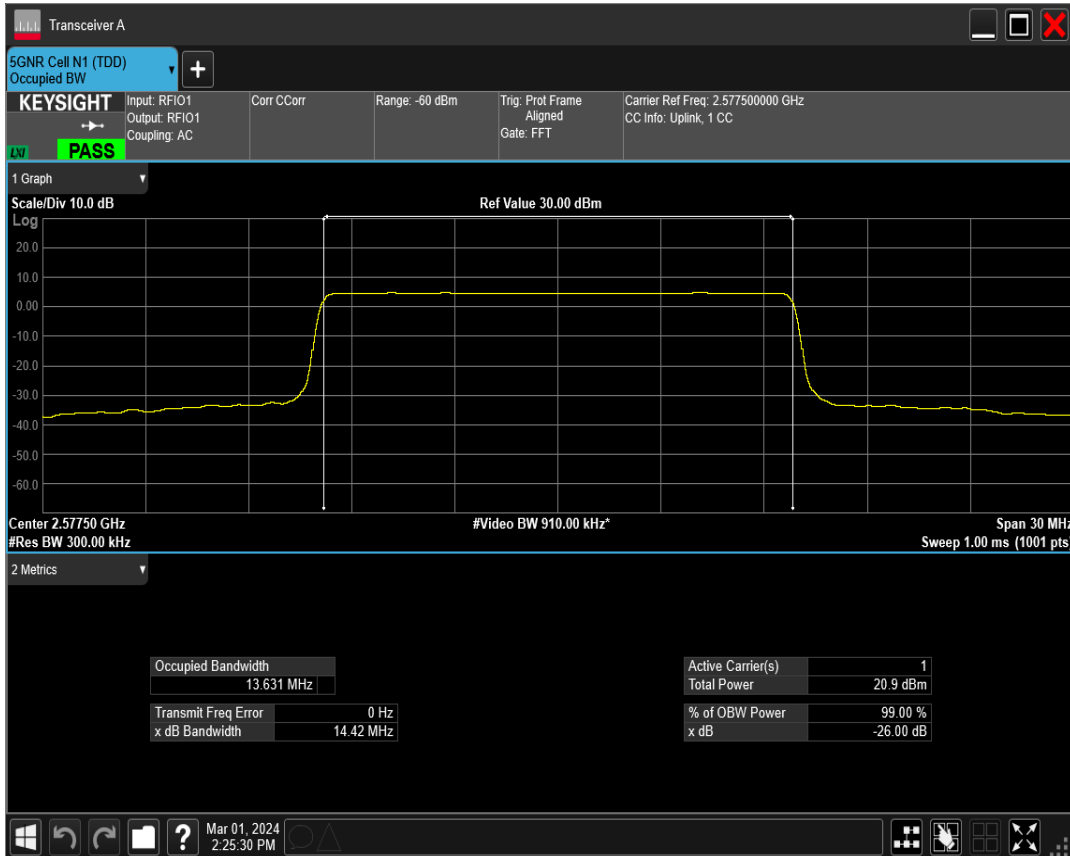 Transceiver A
5GNR Cell N1 (TDD)
Occupied BW
+
KEYSIGHT
LXI
PASS
Input: RFIO1
Output: RFIO1
Coupling: AC
Corr CCorr
Range: -60 dBm
Trig: Prot Frame
Aligned
Gate: FFT
Carrier Ref Freq: 2.577500000 GHz
CC Info: Uplink, 1 CC
1 Graph
Scale/Div 10.0 dB
Ref Value 30.00 dBm
Log
20.0
10.0
0.00
-10.0
-20.0
-30.0
-40.0
-50.0
-60.0
Center 2.57750 GHz
#Video BW 910.00 kHz*
Span 30 MHz
#Res BW 300.00 kHz
Sweep 1.00 ms (1001 pts)
2 Metrics
Occupied Bandwidth
13.631 MHz
Transmit Freq Error 0 Hz
x dB Bandwidth 14.42 MHz
Active Carrier(s) 1
Total Power 20.9 dBm
% of OBW Power 99.00 %
x dB -26.00 dB
?
Mar 01, 2024
2:25:30 PM